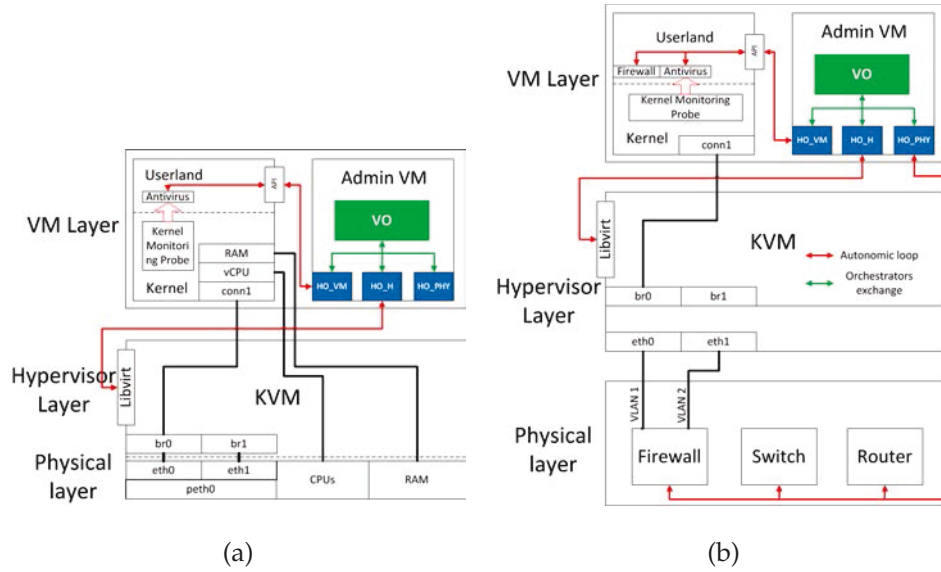 VM Layer
Userland
API
Antivirus
Kernel
Monitori
ng Probe
RAM
vCPU
Kernel
conn1
Admin VM
VO
HO_VM
HO_H
HO_PHY
Hypervisor
Layer
Libvirt
KVM
br0
br1
Physical
layer
eth0
eth1
peth0
CPUs
RAM
(a)
VM Layer
Userland
API
Firewall
Antivirus
Kernel Monitoring
Probe
Kernel
conn1
Admin VM
VO
HO_VM
HO_H
HO_PHY
Libvirt
KVM
Autonomic loop
Orchestrators
exchange
Hypervisor
Layer
br0
br1
eth0
eth1
VLAN 1
VLAN 2
Physical
layer
Firewall
Switch
Router
(b)